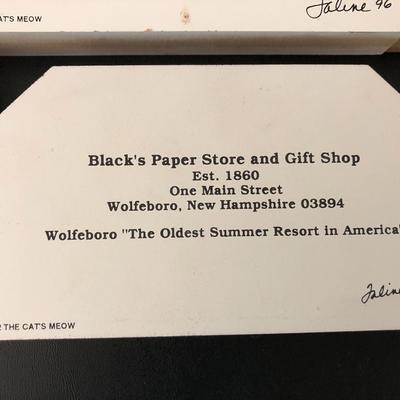 CAT'S MEOW
Faline 96
Black's Paper Store and Gift Shop
Est. 1860
One Main Street
Wolfeboro, New Hampshire 03894
Wolfeboro "The Oldest Summer Resort in America"
Faline
THE CAT'S MEOW